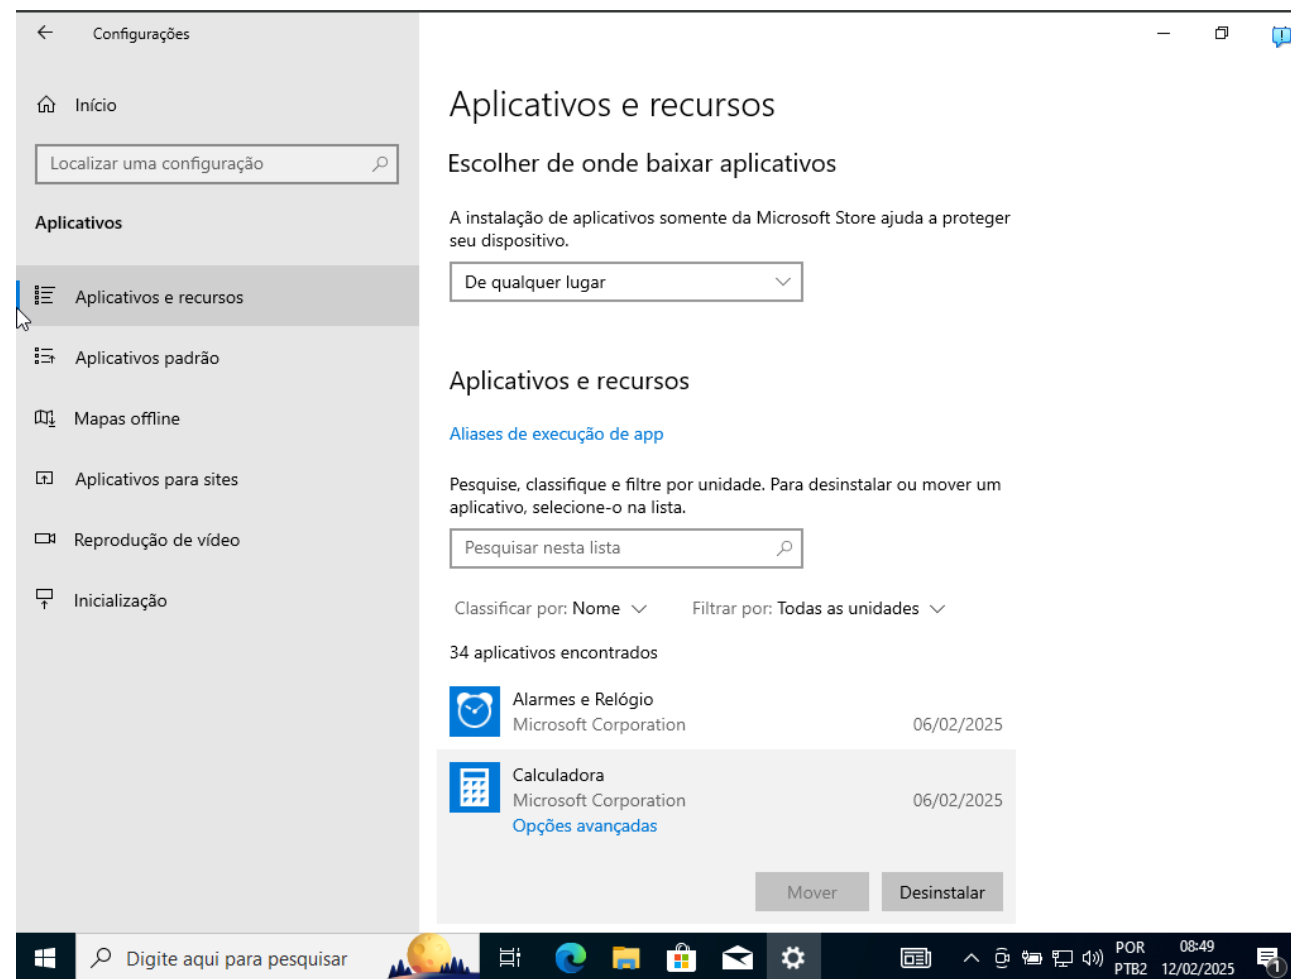 Configurações
Início
Localizar uma configuração
Aplicativos
Aplicativos e recursos
Aplicativos padrão
Mapas offline
Aplicativos para sites
Reprodução de vídeo
Inicialização
Aplicativos e recursos
Escolher de onde baixar aplicativos
A instalação de aplicativos somente da Microsoft Store ajuda a proteger
seu dispositivo.
De qualquer lugar
Aplicativos e recursos
Aliases de execução de app
Pesquise, classifique e filtre por unidade. Para desinstalar ou mover um
aplicativo, selecione-o na lista.
Pesquisar nesta lista
Classificar por: Nome Filtrar por: Todas as unidades
34 aplicativos encontrados
Alarmes e Relógio
Microsoft Corporation 06/02/2025
Calculadora
Microsoft Corporation 06/02/2025
Opções avançadas
Mover Desinstalar
Digite aqui para pesquisar
POR 08:49
PTB2 12/02/2025
1